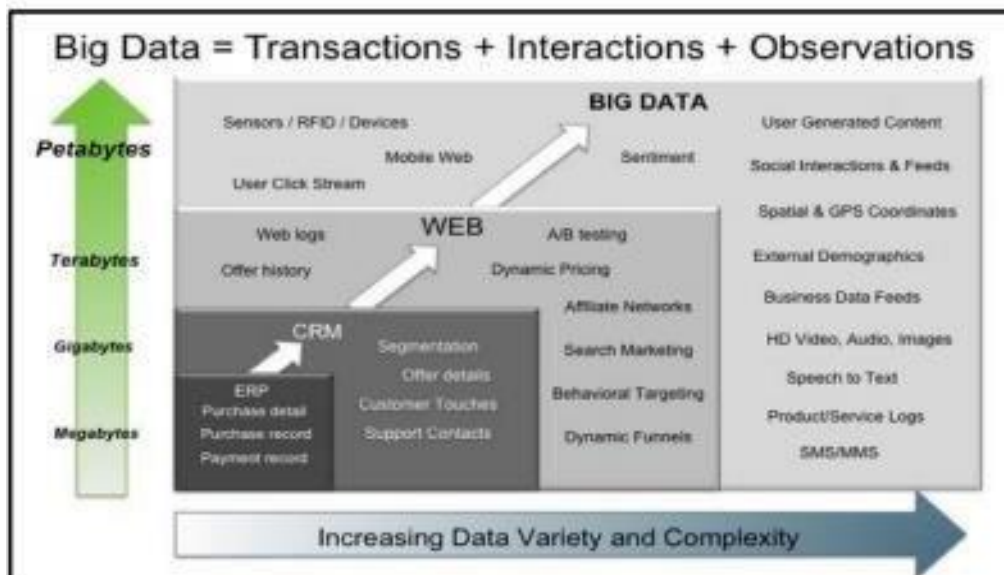 Big Data = Transactions + Interactions + Observations
Petabytes
Terabytes
Gigabytes
Megabytes
BIG DATA
Sensors / RFID / Devices
Mobile Web
User Click Stream
Sentiment
User Generated Content
Social Interactions & Feeds
Spatial & GPS Coordinates
External Demographics
Business Data Feeds
HD Video, Audio, Images
Speech to Text
Product/Service Logs
SMS/MMS
WEB
Web logs
Offer history
A/B testing
Dynamic Pricing
Affiliate Networks
Search Marketing
Behavioral Targeting
Dynamic Funnels
CRM
Segmentation
Offer details
Customer Touches
Support Contacts
ERP
Purchase detail
Purchase record
Payment record
Increasing Data Variety and Complexity